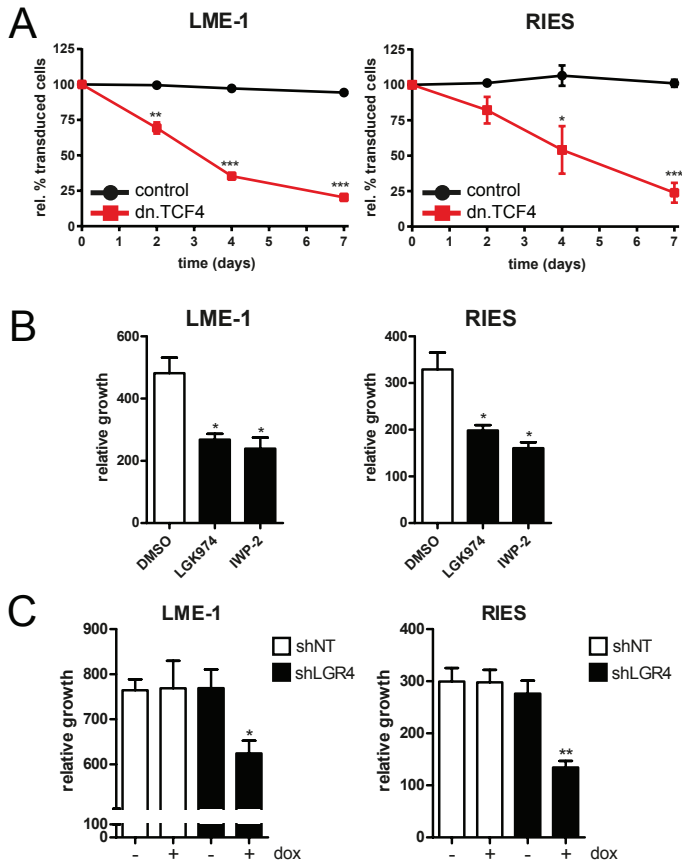 A
LME-1
rel. % transduced cells
125
100
75
50
25
0
**
***
***
control
dn.TCF4
0 1 2 3 4 5 6 7
time (days)
RIES
rel. % transduced cells
125
100
75
50
25
0
*
***
control
dn.TCF4
0 1 2 3 4 5 6 7
time (days)
B
LME-1
relative growth
600
400
200
0
*
*
DMSO
LGK974
IWP-2
RIES
relative growth
400
300
200
100
0
*
*
DMSO
LGK974
IWP-2
C
LME-1
relative growth
900
800
700
600
100
0
*
shNT
shLGR4
- + - + dox
RIES
relative growth
400
300
200
100
0
**
shNT
shLGR4
- + - + dox